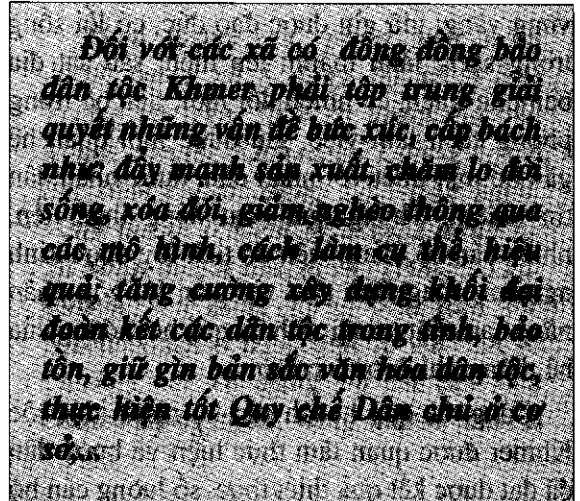 Đối với các xã có đông đồng bào
dân tộc Khmer phải tập trung giải
quyết những vấn đề bức xúc, cấp bách
như: đẩy mạnh sản xuất, chăm lo đời
sống, xóa đói, giảm nghèo thông qua
các mô hình, cách làm cụ thể, hiệu
quả; tăng cường xây dựng khối đại
đoàn kết các dân tộc trong tỉnh, bảo
tồn, giữ gìn bản sắc văn hóa dân tộc,
thực hiện tốt Quy chế Dân chủ ở cơ
sở...